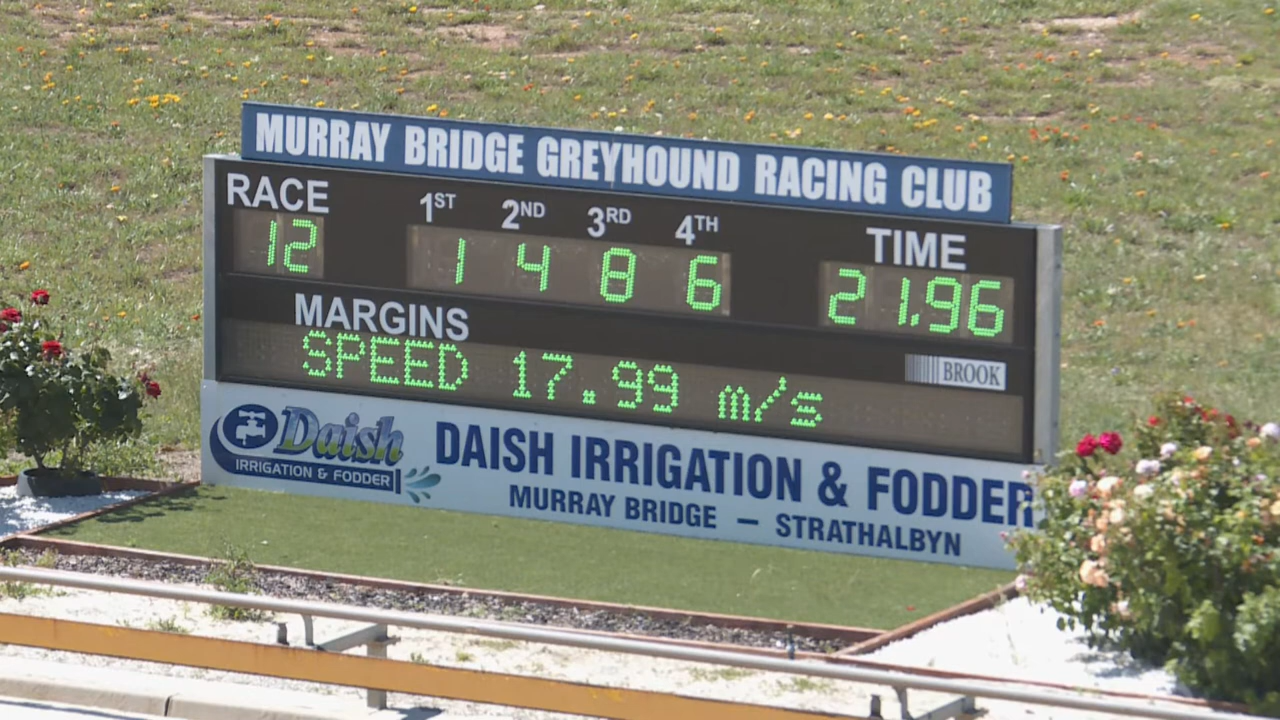 MURRAY BRIDGE GREYHOUND RACING CLUB
RACE 1ST 2ND 3RD 4TH TIME
12 1 4 8 6 21.96
MARGINS
BROOK
SPEED 17.99 m/s
Daish
IRRIGATION & FODDER
DAISH IRRIGATION & FODDER
MURRAY BRIDGE — STRATHALBYN